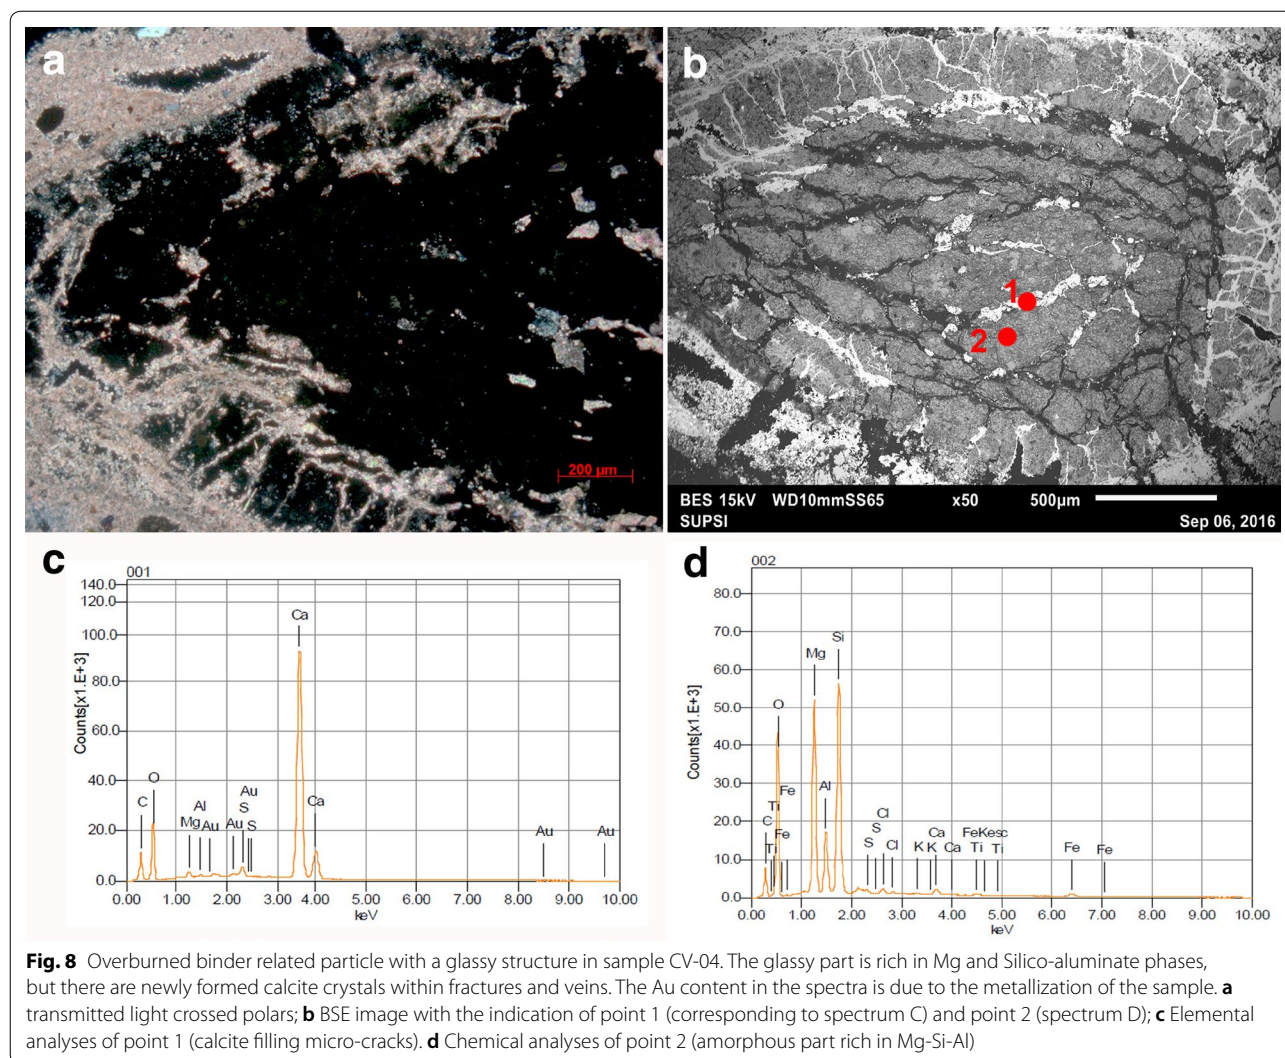 a
200 µm
b
1
2
BES 15kV WD10mmSS65 x50 500µm
SUPSI Sep 06, 2016
c
001
140.0
120.0
100.0
80.0
60.0
40.0
20.0
0.0
Counts[x1.E+3]
C
O
Mg
Al
Au
Au
Au
S
S
Ca
Ca
Au
Au
0.00 1.00 2.00 3.00 4.00 5.00 6.00 7.00 8.00 9.00 10.00
keV
d
002
80.0
70.0
60.0
50.0
40.0
30.0
20.0
10.0
0.0
Counts[x1.E+3]
O
Ti
Fe
C
Fe
Ti
Mg
Al
Si
S
S
Cl
Cl
K
K
Ca
Ca
FeKesc
Ti
Ti
Fe
Fe
0.00 1.00 2.00 3.00 4.00 5.00 6.00 7.00 8.00 9.00 10.00
keV
Fig. 8 Overburned binder related particle with a glassy structure in sample CV-04. The glassy part is rich in Mg and Silico-aluminate phases,
but there are newly formed calcite crystals within fractures and veins. The Au content in the spectra is due to the metallization of the sample. a
transmitted light crossed polars; b BSE image with the indication of point 1 (corresponding to spectrum C) and point 2 (spectrum D); c Elemental
analyses of point 1 (calcite filling micro-cracks). d Chemical analyses of point 2 (amorphous part rich in Mg-Si-Al)